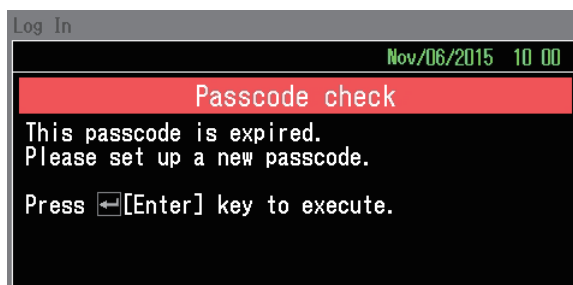 Log In
Nov/06/2015 10 00
Passcode check
This passcode is expired.
Please set up a new passcode.
Press ↵[Enter] key to execute.